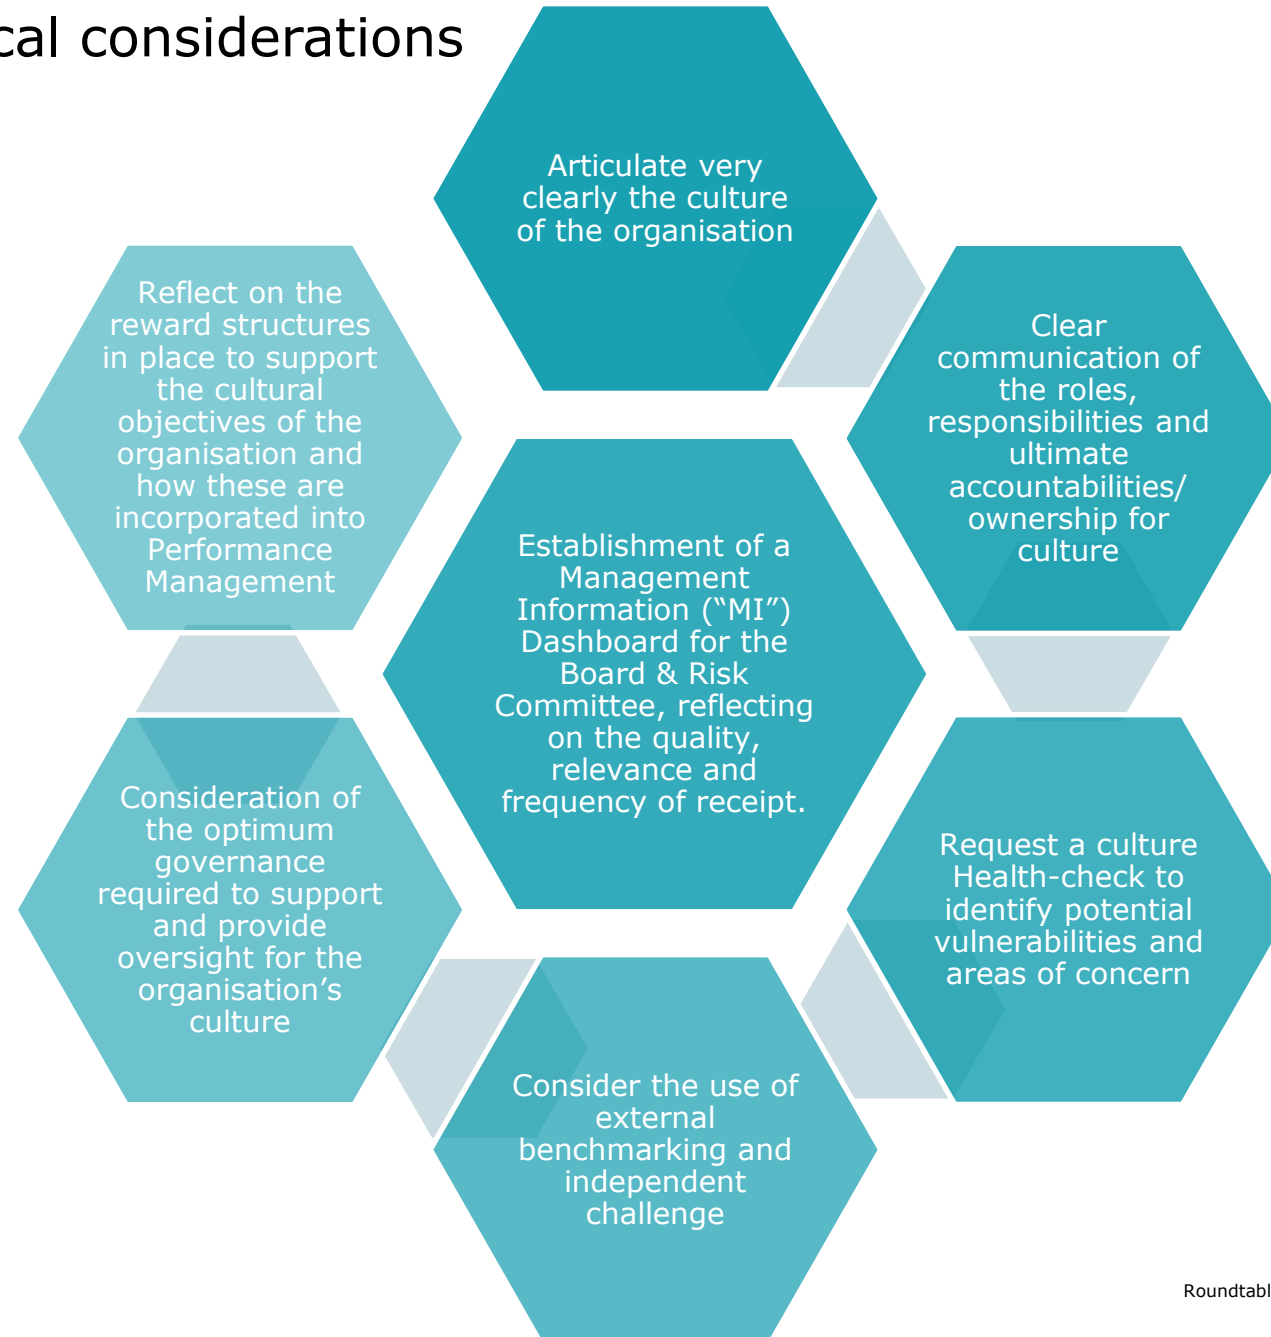 cal considerations
Articulate very
clearly the culture
of the organisation
Clear
communication of
the roles,
responsibilities and
ultimate
accountabilities/
ownership for
culture
Request a culture
Health-check to
identify potential
vulnerabilities and
areas of concern
Consider the use of
external
benchmarking and
independent
challenge
Consideration of
the optimum
governance
required to support
and provide
oversight for the
organisation’s
culture
Reflect on the
reward structures
in place to support
the cultural
objectives of the
organisation and
how these are
incorporated into
Performance
Management
Establishment of a
Management
Information (“MI”)
Dashboard for the
Board & Risk
Committee, reflecting
on the quality,
relevance and
frequency of receipt.
Roundtabl